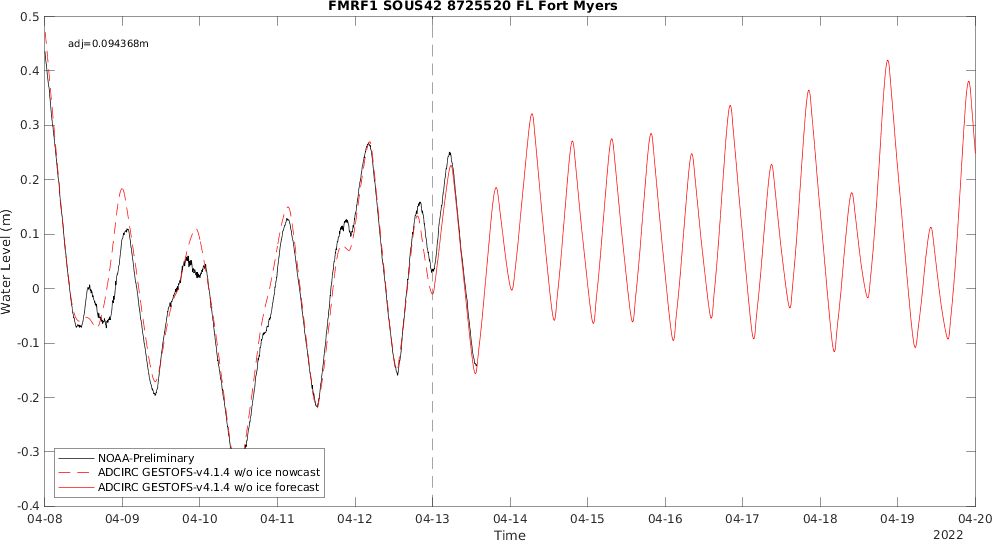 FMRF1 SOUS42 8725520 FL Fort Myers
adj=0.094368m
0.5
0.4
0.3
0.2
0.1
0
-0.1
-0.2
-0.3
-0.4
Water Level (m)
NOAA-Preliminary
ADCIRC GESTOFS-v4.1.4 w/o ice nowcast
ADCIRC GESTOFS-v4.1.4 w/o ice forecast
04-08 04-09 04-10 04-11 04-12 04-13 04-14 04-15 04-16 04-17 04-18 04-19 04-20
Time
2022